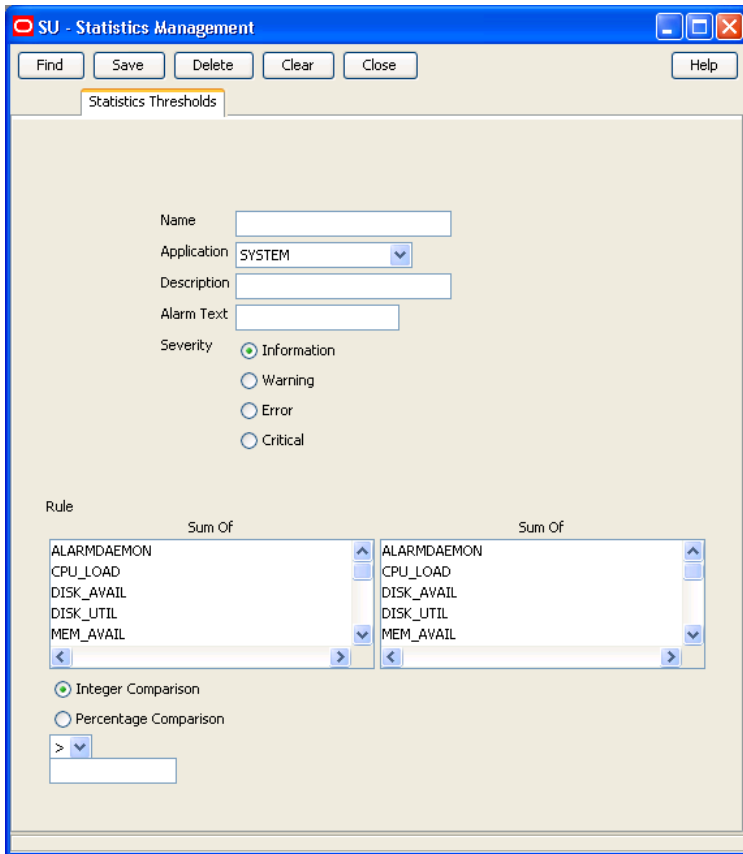 SU - Statistics Management
Find Save Delete Clear Close Help
Statistics Thresholds
Name
Application SYSTEM
Description
Alarm Text
Severity Information
Warning
Error
Critical
Rule
Sum Of Sum Of
ALARMDAEMON ALARMDAEMON
CPU_LOAD CPU_LOAD
DISK_AVAIL DISK_AVAIL
DISK_UTIL DISK_UTIL
MEM_AVAIL MEM_AVAIL
Integer Comparison
Percentage Comparison
>